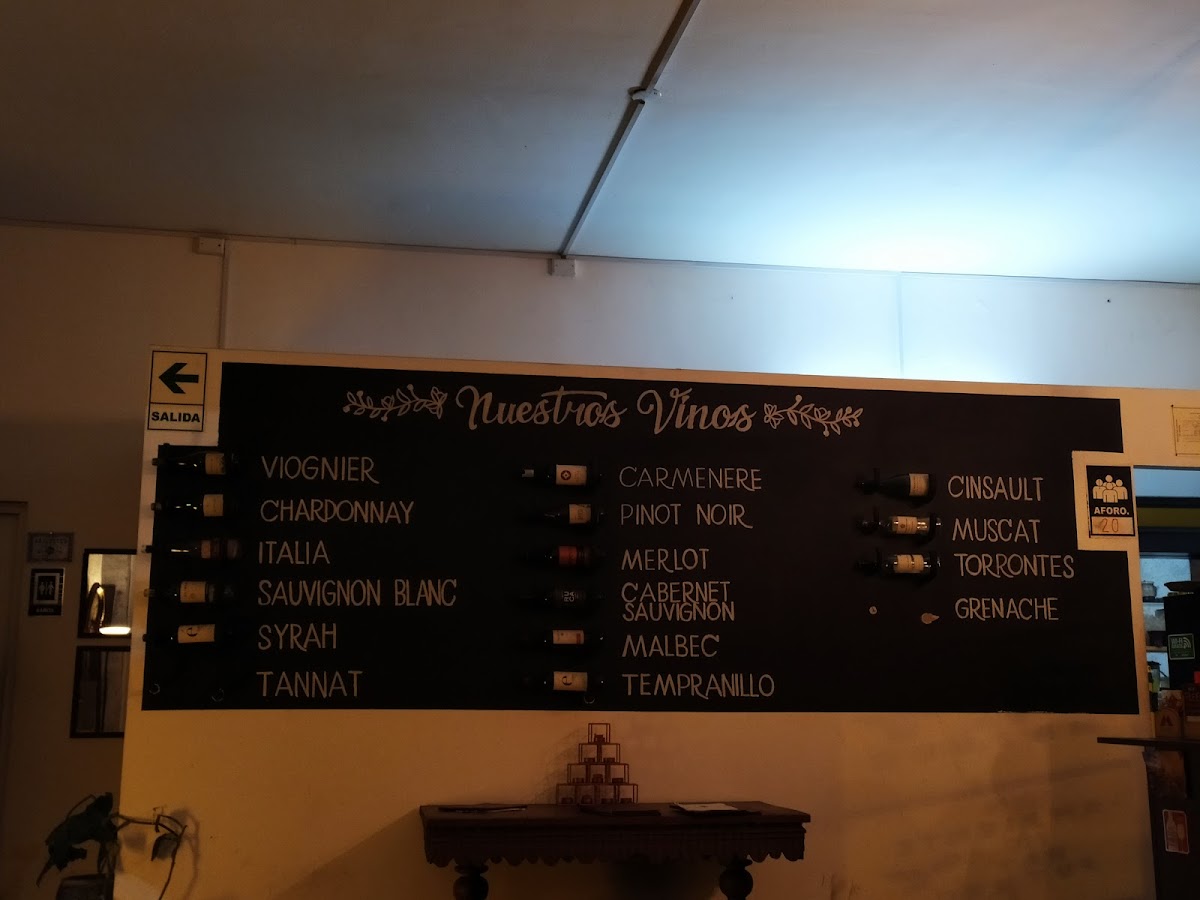 SALIDA
Nuestros Vinos
VIOGNIER
CHARDONNAY
ITALIA
SAUVIGNON BLANC
SYRAH
TANNAT
CARMENERE
PINOT NOIR
MERLOT
CABERNET
SAUVIGNON
MALBEC
TEMPRANILLO
CINSAULT
MUSCAT
TORRONTES
GRENACHE
AFORO.
20